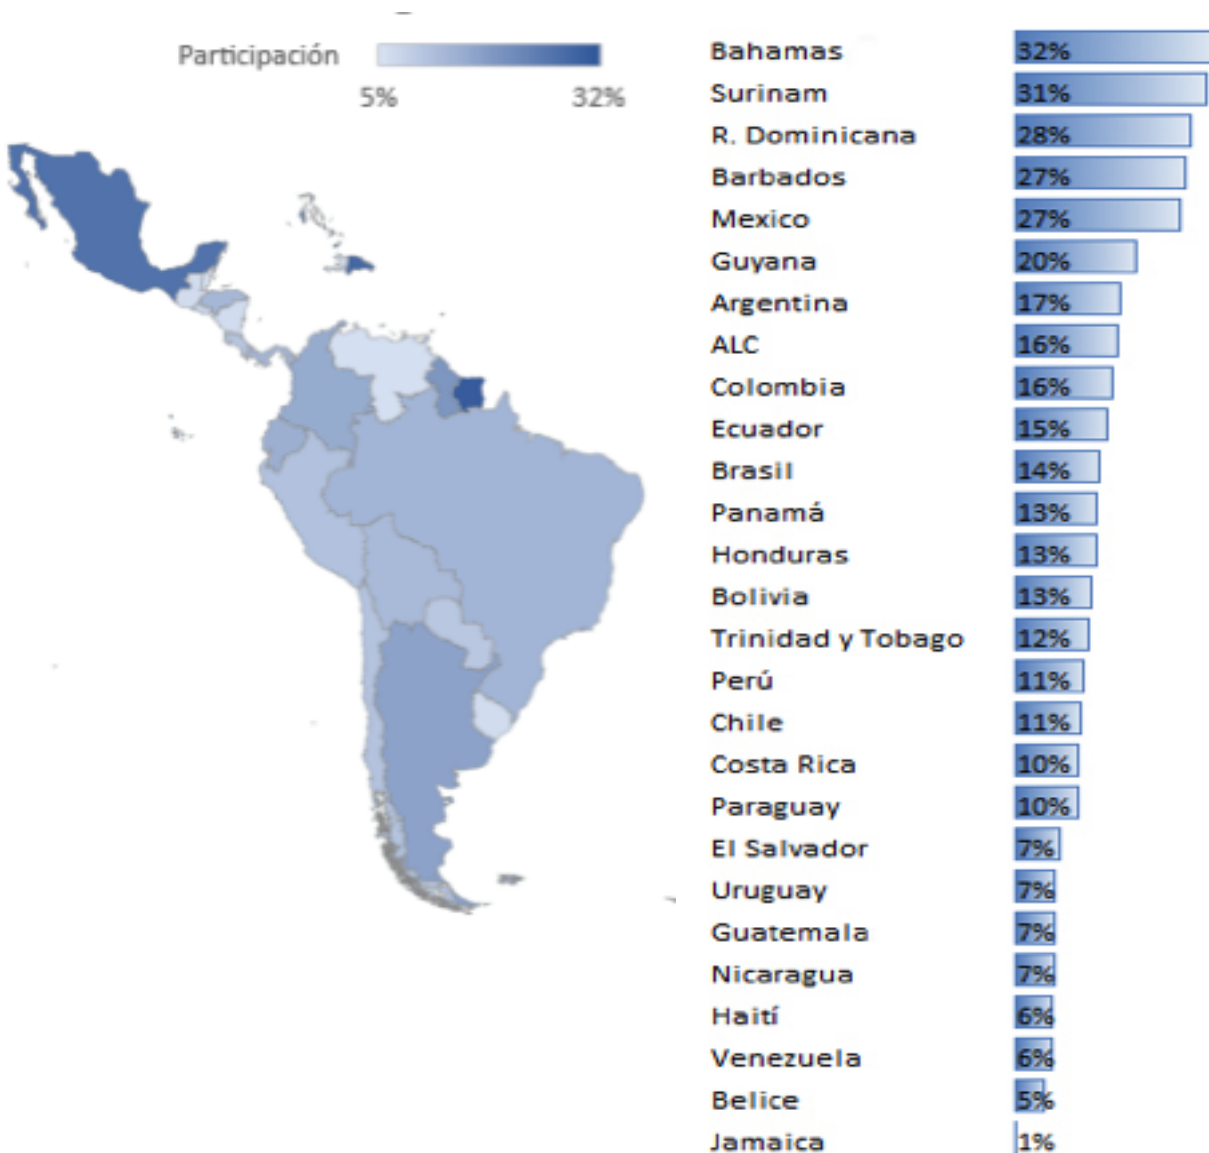 Participación
5% 32%
Bahamas 32%
Surinam 31%
R. Dominicana 28%
Barbados 27%
Mexico 27%
Guyana 20%
Argentina 17%
ALC 16%
Colombia 16%
Ecuador 15%
Brasil 14%
Panamá 13%
Honduras 13%
Bolivia 13%
Trinidad y Tobago 12%
Perú 11%
Chile 11%
Costa Rica 10%
Paraguay 10%
El Salvador 7%
Uruguay 7%
Guatemala 7%
Nicaragua 7%
Haití 6%
Venezuela 6%
Belice 5%
Jamaica 1%